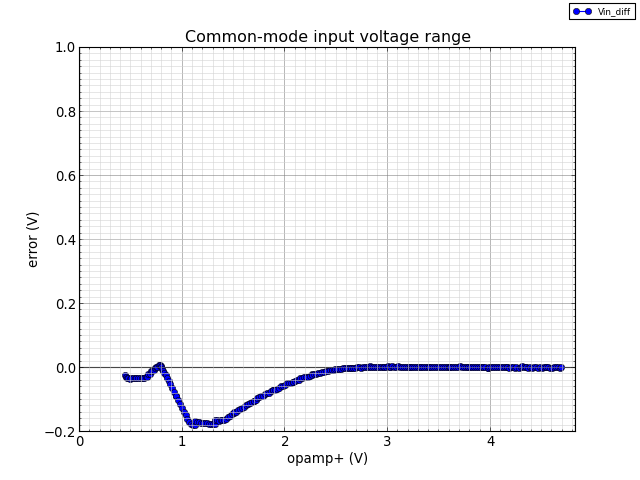 Vin_diff
Common-mode input voltage range
1.0
0.8
0.6
0.4
0.2
0.0
−0.2
error (V)
0 1 2 3 4
opamp+ (V)